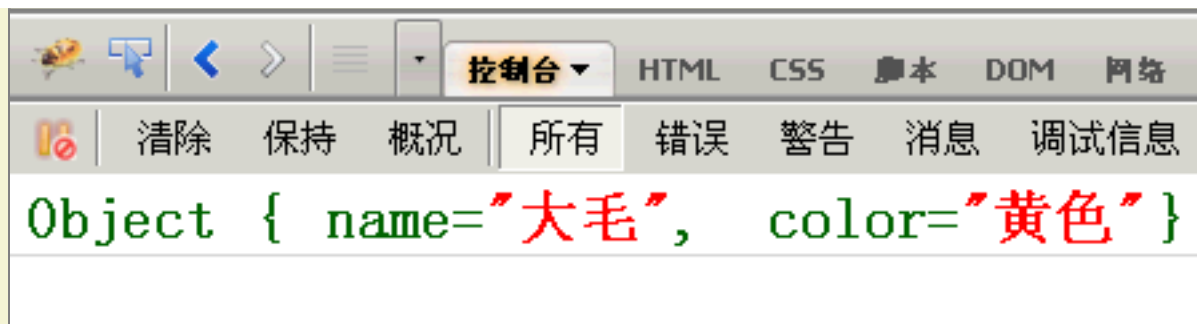 控制台 HTML CSS 脚本 DOM 网络
清除 保持 概况 所有 错误 警告 消息 调试信息
Object { name="大毛", color="黄色"}